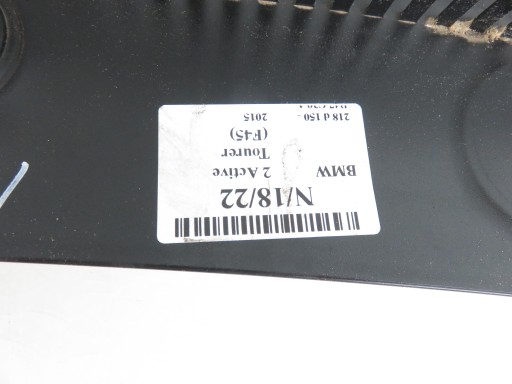 N/18/22
BMW 2 Active
Tourer
(F45)
218 d 150 2015